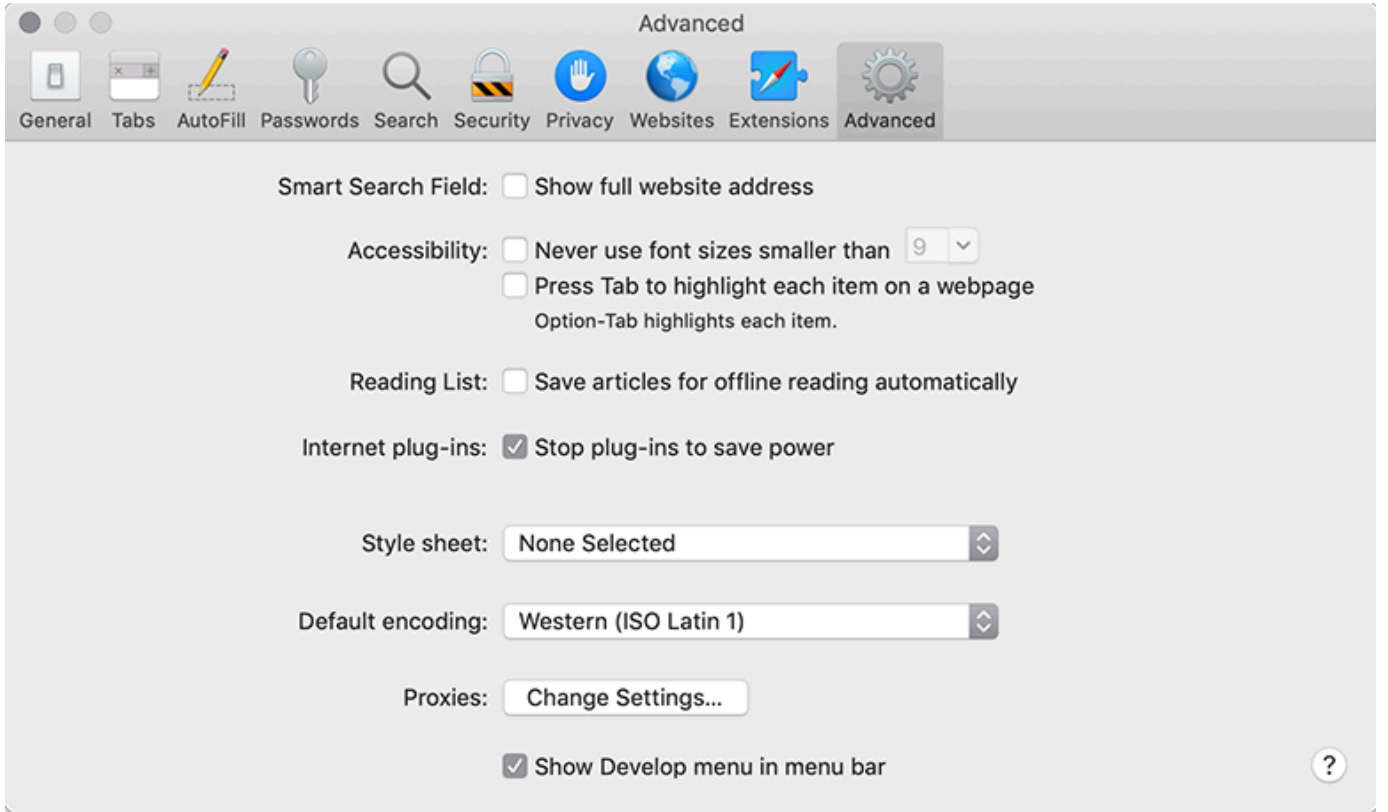 Advanced
General Tabs AutoFill Passwords Search Security Privacy Websites Extensions Advanced
Smart Search Field: Show full website address
Accessibility: Never use font sizes smaller than 9
Press Tab to highlight each item on a webpage
Option-Tab highlights each item.
Reading List: Save articles for offline reading automatically
Internet plug-ins: Stop plug-ins to save power
Style sheet: None Selected
Default encoding: Western (ISO Latin 1)
Proxies: Change Settings...
Show Develop menu in menu bar
?